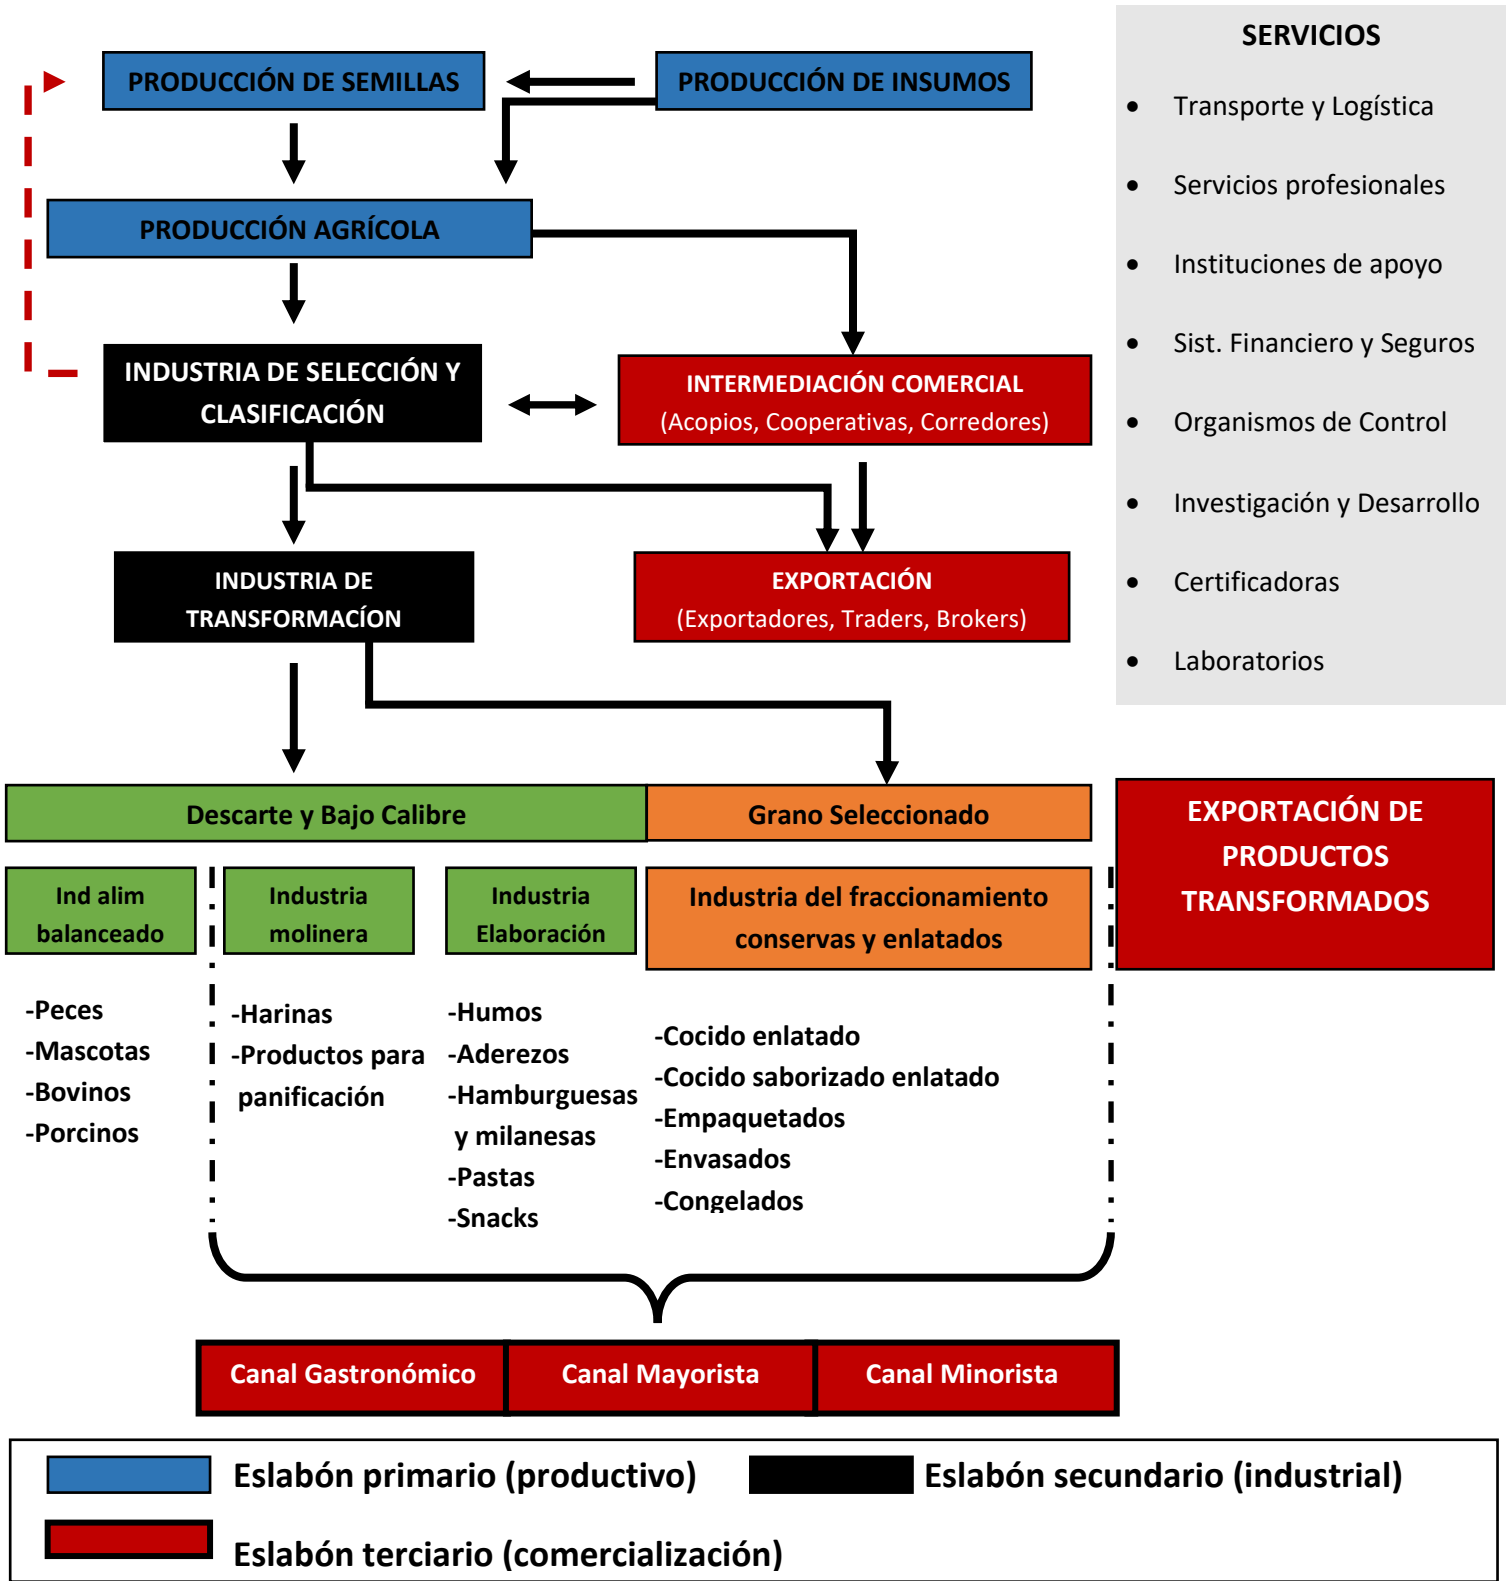 PRODUCCIÓN DE SEMILLAS
PRODUCCIÓN DE INSUMOS
PRODUCCIÓN AGRÍCOLA
INDUSTRIA DE SELECCIÓN Y
CLASIFICACIÓN
INTERMEDIACIÓN COMERCIAL
(Acopios, Cooperativas, Corredores)
INDUSTRIA DE
TRANSFORMACÍON
EXPORTACIÓN
(Exportadores, Traders, Brokers)
SERVICIOS
• Transporte y Logística
• Servicios profesionales
• Instituciones de apoyo
• Sist. Financiero y Seguros
• Organismos de Control
• Investigación y Desarrollo
• Certificadoras
• Laboratorios
Descarte y Bajo Calibre
Grano Seleccionado
EXPORTACIÓN DE
PRODUCTOS
TRANSFORMADOS
Ind alim
balanceado
Industria
molinera
Industria
Elaboración
Industria del fraccionamiento
conservas y enlatados
-Peces
-Mascotas
-Bovinos
-Porcinos
-Harinas
-Productos para
panificación
-Humos
-Aderezos
-Hamburguesas
y milanesas
-Pastas
-Snacks
-Cocido enlatado
-Cocido saborizado enlatado
-Empaquetados
-Envasados
-Congelados
Canal Gastronómico
Canal Mayorista
Canal Minorista
Eslabón primario (productivo)
Eslabón secundario (industrial)
Eslabón terciario (comercialización)